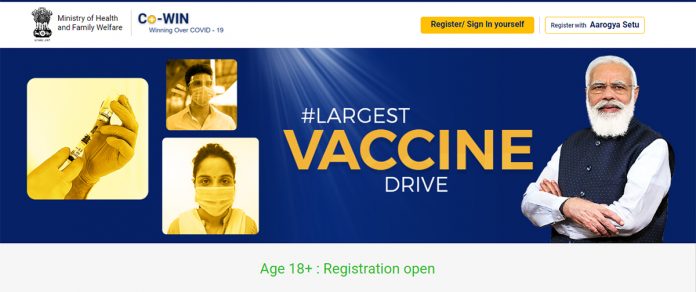 Ministry of Health
and Family Welfare
Co-WIN
Winning Over COVID - 19
Register/ Sign In yourself
Register with Aarogya Setu
#LARGEST
VACCINE
DRIVE
Age 18+ : Registration open